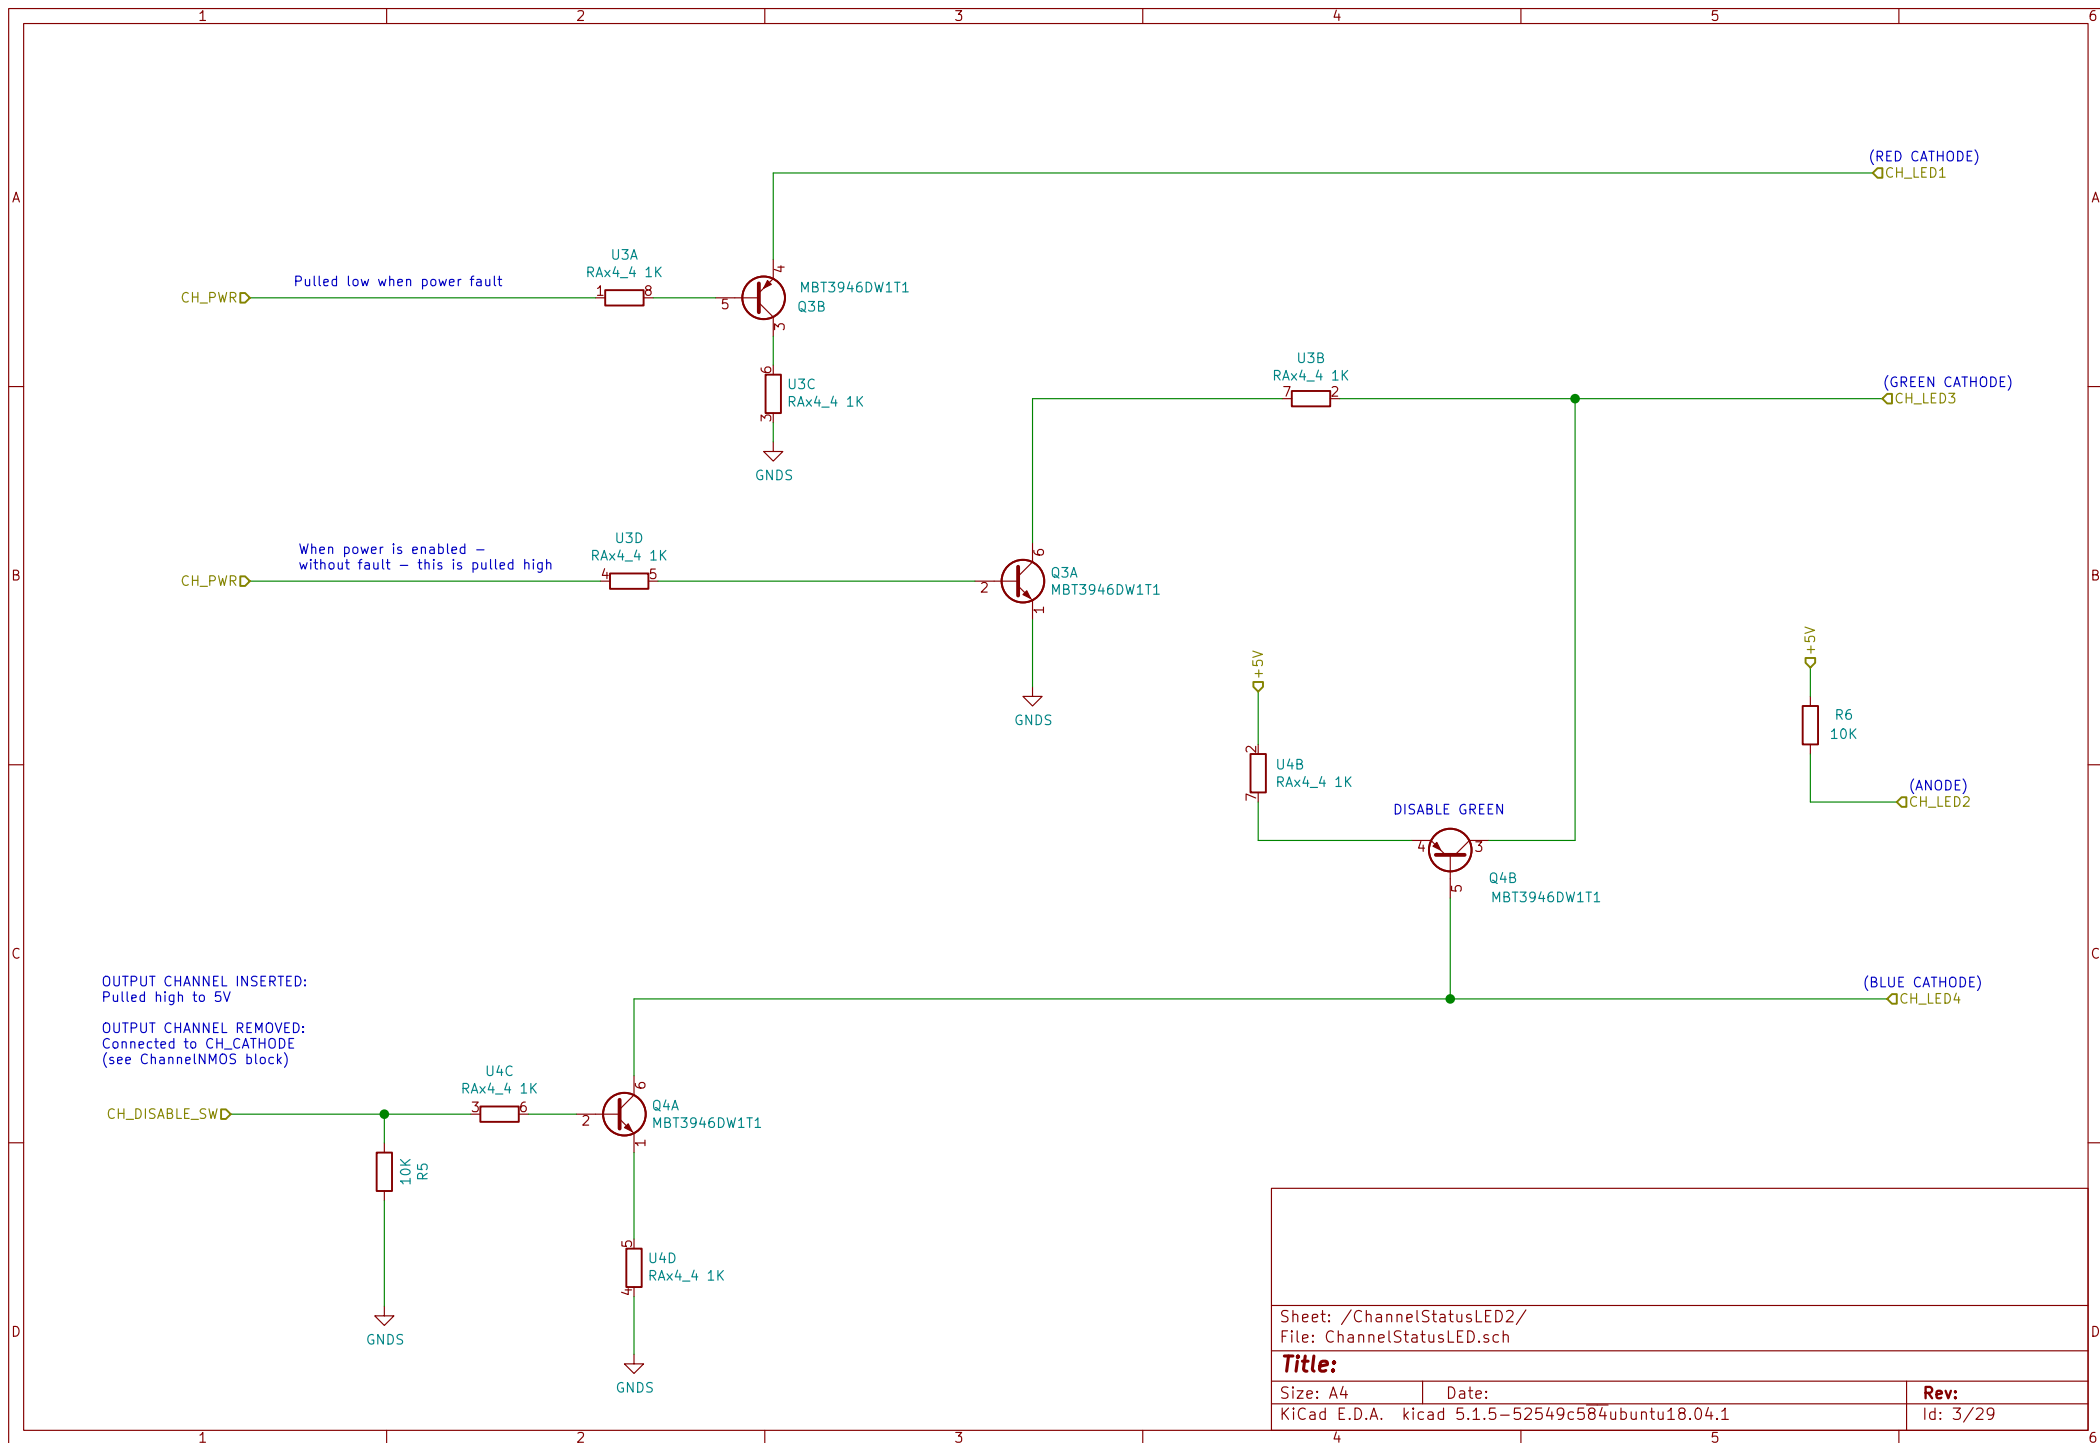 1 2 3 4 5 6
(RED CATHODE)
A CH_LED1 A
U3A
RAx4_4 1K
Pulled low when power fault
CH_PWR 1 8 5 4 3
MBT3946DW1T1
Q3B
6
U3C
RAx4_4 1K
3
GNDS
U3B
RAx4_4 1K
7 2
(GREEN CATHODE)
CH_LED3
U3D
RAx4_4 1K
When power is enabled –
without fault – this is pulled high
B CH_PWR 4 5 2 6 1 B
Q3A
MBT3946DW1T1
GNDS
+5V
+5V
R6
10K
2
U4B
RAx4_4 1K
7
(ANODE)
CH_LED2
DISABLE GREEN
4 3
5
Q4B
MBT3946DW1T1
C C
OUTPUT CHANNEL INSERTED:
Pulled high to 5V
(BLUE CATHODE)
CH_LED4
OUTPUT CHANNEL REMOVED:
Connected to CH_CATHODE
(see ChannelNMOS block)
U4C
RAx4_4 1K
CH_DISABLE_SW 3 6 2 6 1
Q4A
MBT3946DW1T1
10K
R5
GNDS
5
U4D
RAx4_4 1K
4
GNDS
D D
Sheet: /ChannelStatusLED2/
File: ChannelStatusLED.sch
Title:
Size: A4 Date: Rev:
KiCad E.D.A. kicad 5.1.5-52549c584ubuntu18.04.1 Id: 3/29
1 2 3 4 5 6